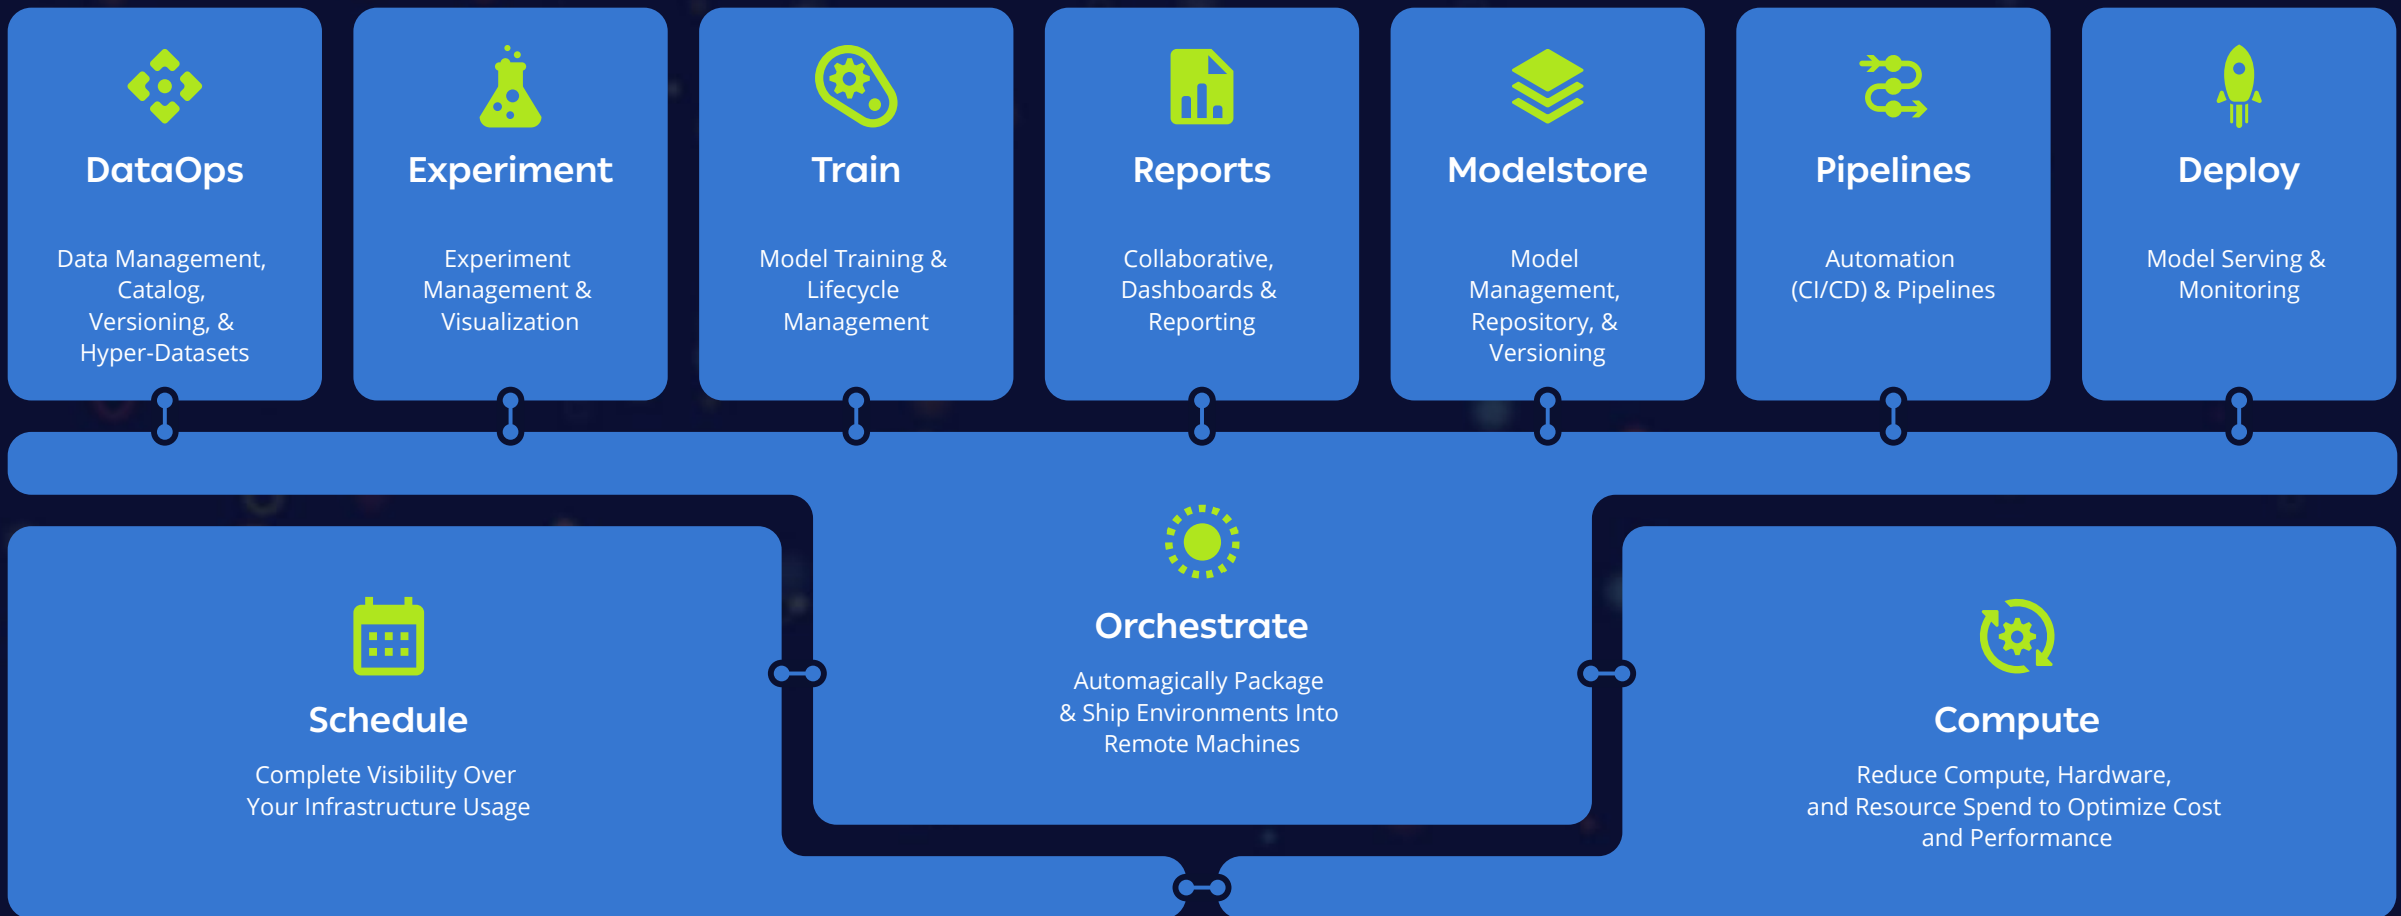 DataOps
Data Management,
Catalog,
Versioning, &
Hyper-Datasets
Experiment
Experiment
Management &
Visualization
Train
Model Training &
Lifecycle
Management
Reports
Collaborative,
Dashboards &
Reporting
Modelstore
Model
Management,
Repository, &
Versioning
Pipelines
Automation
(CI/CD) & Pipelines
Deploy
Model Serving &
Monitoring
Schedule
Complete Visibility Over
Your Infrastructure Usage
Orchestrate
Automagically Package
& Ship Environments Into
Remote Machines
Compute
Reduce Compute, Hardware,
and Resource Spend to Optimize Cost
and Performance